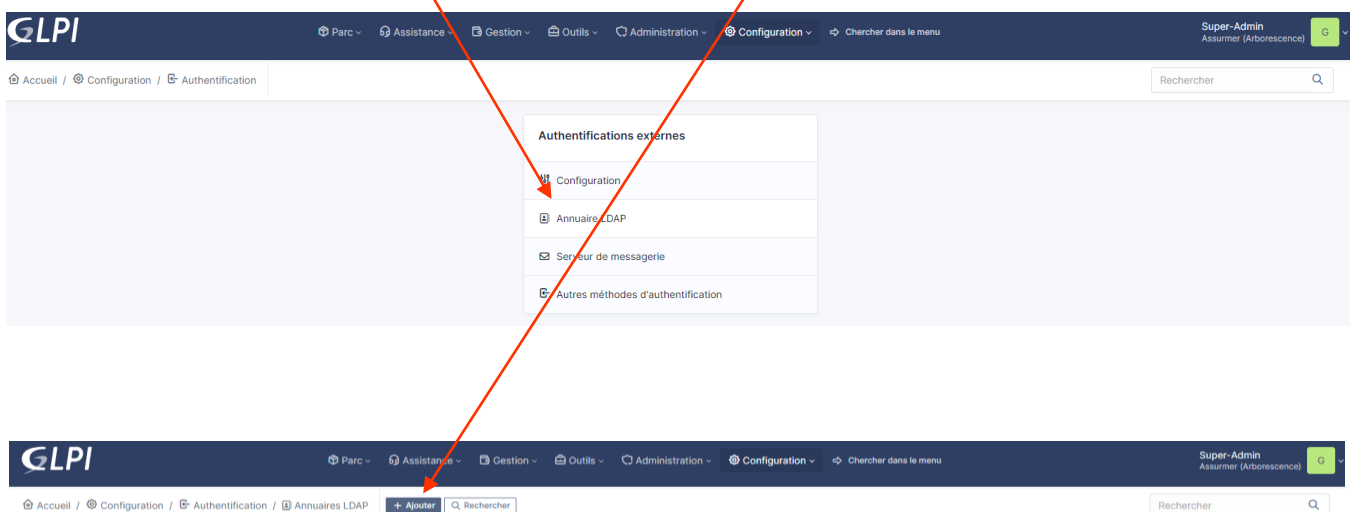 GLPI Parc Assistance Gestion Outils Administration Configuration Chercher dans le menu Super-Admin G
Assurmer (Arborescence)
Accueil / Configuration / Authentification Rechercher
Authentifications externes
Configuration
Annuaire LDAP
Serveur de messagerie
Autres méthodes d'authentification
GLPI Parc Assistance Gestion Outils Administration Configuration Chercher dans le menu Super-Admin G
Assurmer (Arborescence)
Accueil / Configuration / Authentification / Annuaires LDAP + Ajouter Rechercher Rechercher